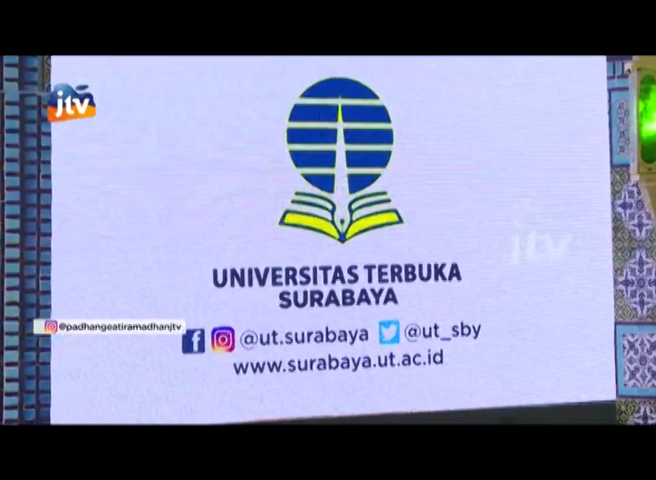 jtv
jtv
UNIVERSITAS TERBUKA
SURABAYA
@padhangeatiramadhanjtv
@ut.surabaya @ut_sby
www.surabaya.ut.ac.id